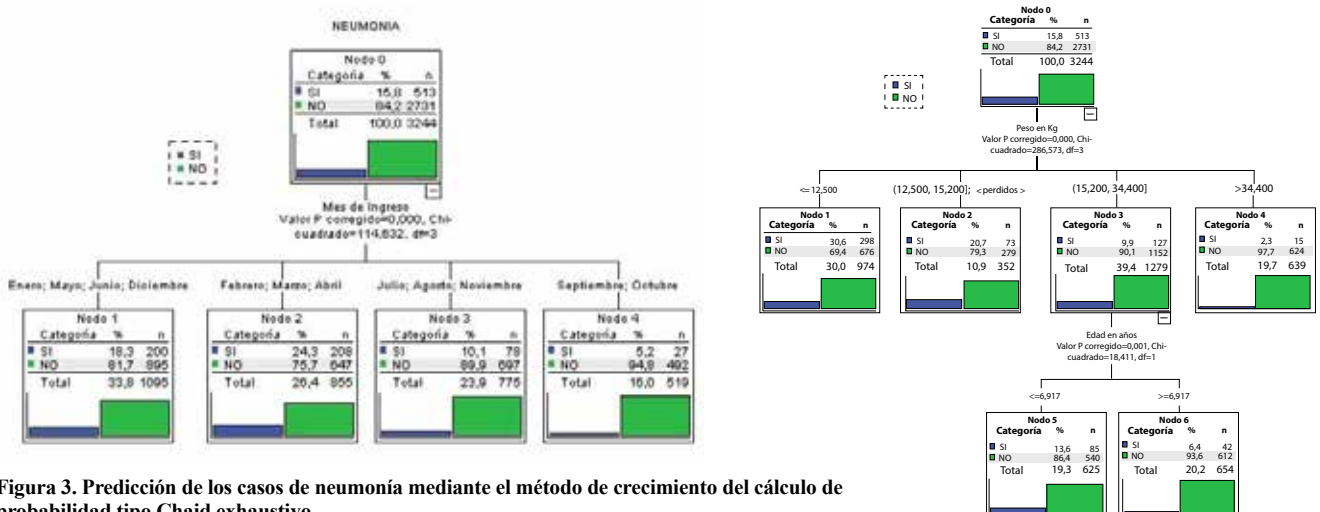 NEUMONIA
Nodo 0
Categoría % n
SI 15,8 513
NO 84,2 2731
Total 100,0 3244
SI
NO
Mes de Ingreso
Valor P corregido=0,000, Chi-
cuadrado=114,632, df=3
Enero; Mayo; Junio; Diciembre
Febrero; Marzo; Abril
Julio; Agosto; Noviembre
Septiembre; Octubre
Nodo 1
Categoría % n
SI 18,3 200
NO 81,7 895
Total 33,8 1095
Nodo 2
Categoría % n
SI 24,3 208
NO 75,7 647
Total 26,4 855
Nodo 3
Categoría % n
SI 10,1 78
NO 89,9 697
Total 23,9 775
Nodo 4
Categoría % n
SI 5,2 27
NO 94,8 492
Total 16,0 519
Figura 3. Predicción de los casos de neumonía mediante el método de crecimiento del cálculo de
probabilidad tipo Chaid exhaustivo
Nodo 0
Categoría % n
SI 15,8 513
NO 84,2 2731
Total 100,0 3244
SI
NO
Peso en Kg
Valor P corregido=0,000, Chi-
cuadrado=286,573, df=3
<= 12,500
(12,500, 15,200]; <perdidos>
(15,200, 34,400]
>34,400
Nodo 1
Categoría % n
SI 30,6 298
NO 69,4 676
Total 30,0 974
Nodo 2
Categoría % n
SI 20,7 73
NO 79,3 279
Total 10,9 352
Nodo 3
Categoría % n
SI 9,9 127
NO 90,1 1152
Total 39,4 1279
Nodo 4
Categoría % n
SI 2,3 15
NO 97,7 624
Total 19,7 639
Edad en años
Valor P corregido=0,001, Chi-
cuadrado=18,411, df=1
<=6,917
>=6,917
Nodo 5
Categoría % n
SI 13,6 85
NO 86,4 540
Total 19,3 625
Nodo 6
Categoría % n
SI 6,4 42
NO 93,6 612
Total 20,2 654